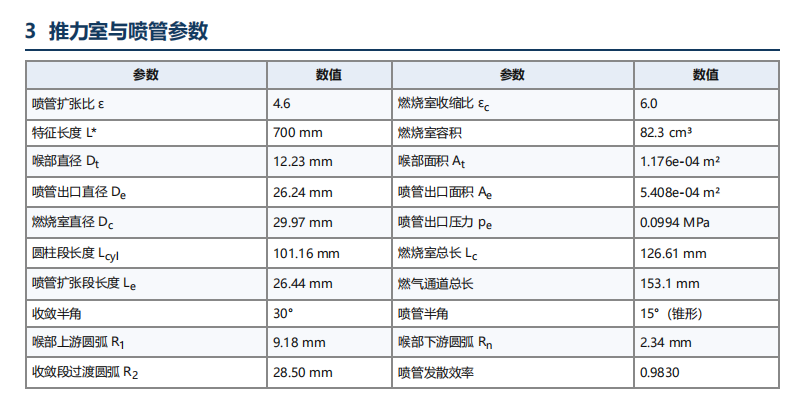 3 推力室与喷管参数
参数 数值 参数 数值
喷管扩张比 ε 4.6 燃烧室收缩比 εc 6.0
特征长度 L* 700 mm 燃烧室容积 82.3 cm³
喉部直径 Dt 12.23 mm 喉部面积 At 1.176e-04 m²
喷管出口直径 De 26.24 mm 喷管出口面积 Ae 5.408e-04 m²
燃烧室直径 Dc 29.97 mm 喷管出口压力 pe 0.0994 MPa
圆柱段长度 Lcyl 101.16 mm 燃烧室总长 Lc 126.61 mm
喷管扩张段长度 Le 26.44 mm 燃气通道总长 153.1 mm
收敛半角 30° 喷管半角 15°（锥形）
喉部上游圆弧 R1 9.18 mm 喉部下游圆弧 Rn 2.34 mm
收敛段过渡圆弧 R2 28.50 mm 喷管发散效率 0.9830